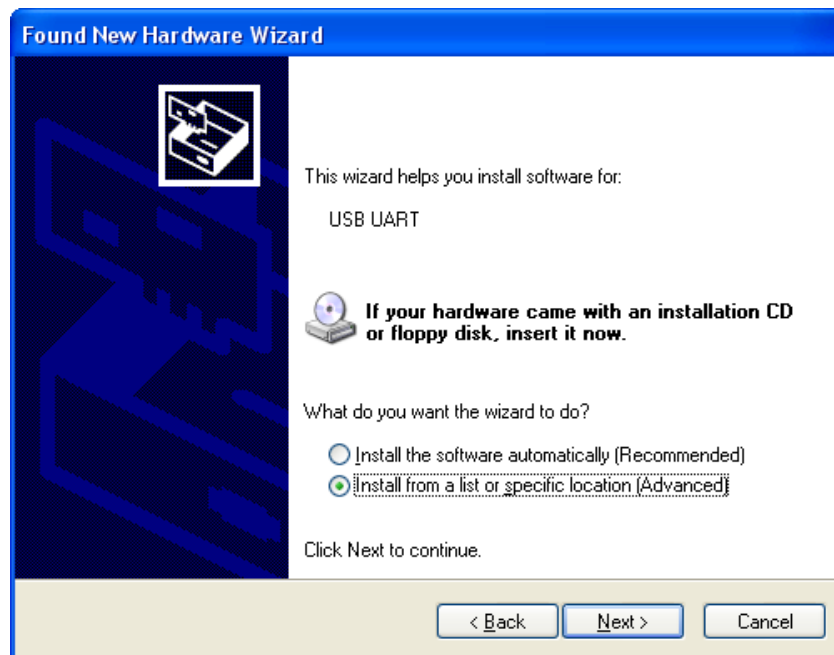 Found New Hardware Wizard
This wizard helps you install software for:
USB UART
If your hardware came with an installation CD
or floppy disk, insert it now.
What do you want the wizard to do?
Install the software automatically (Recommended)
Install from a list or specific location (Advanced)
Click Next to continue.
< Back
Next >
Cancel